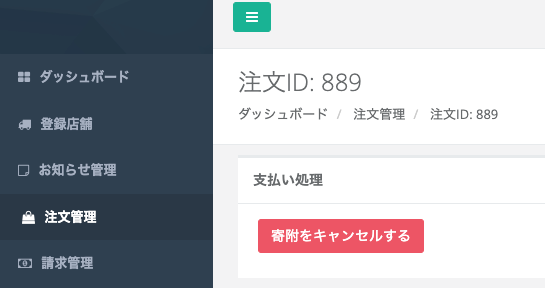 ダッシュボード
登録店舗
お知らせ管理
注文管理
請求管理
注文ID: 889
ダッシュボード / 注文管理 / 注文ID: 889
支払い処理
寄附をキャンセルする